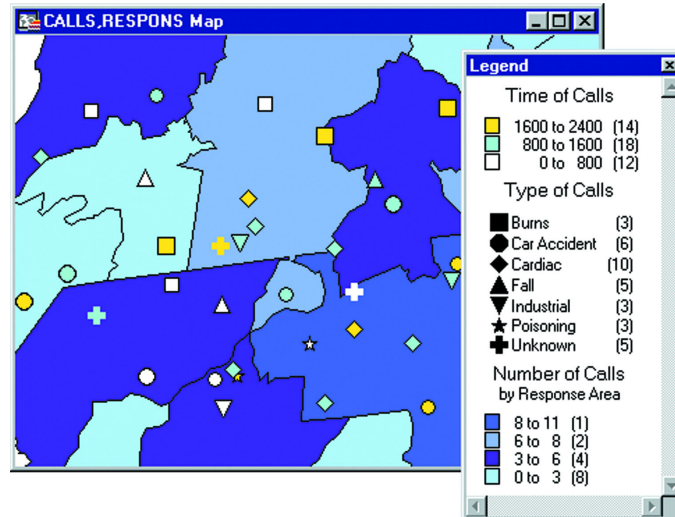 CALLS,RESPONS Map
Legend
Time of Calls
1600 to 2400 (14)
800 to 1600 (18)
0 to 800 (12)
Type of Calls
Burns (3)
Car Accident (6)
Cardiac (10)
Fall (5)
Industrial (3)
Poisoning (3)
Unknown (5)
Number of Calls
by Response Area
8 to 11 (1)
6 to 8 (2)
3 to 6 (4)
0 to 3 (8)